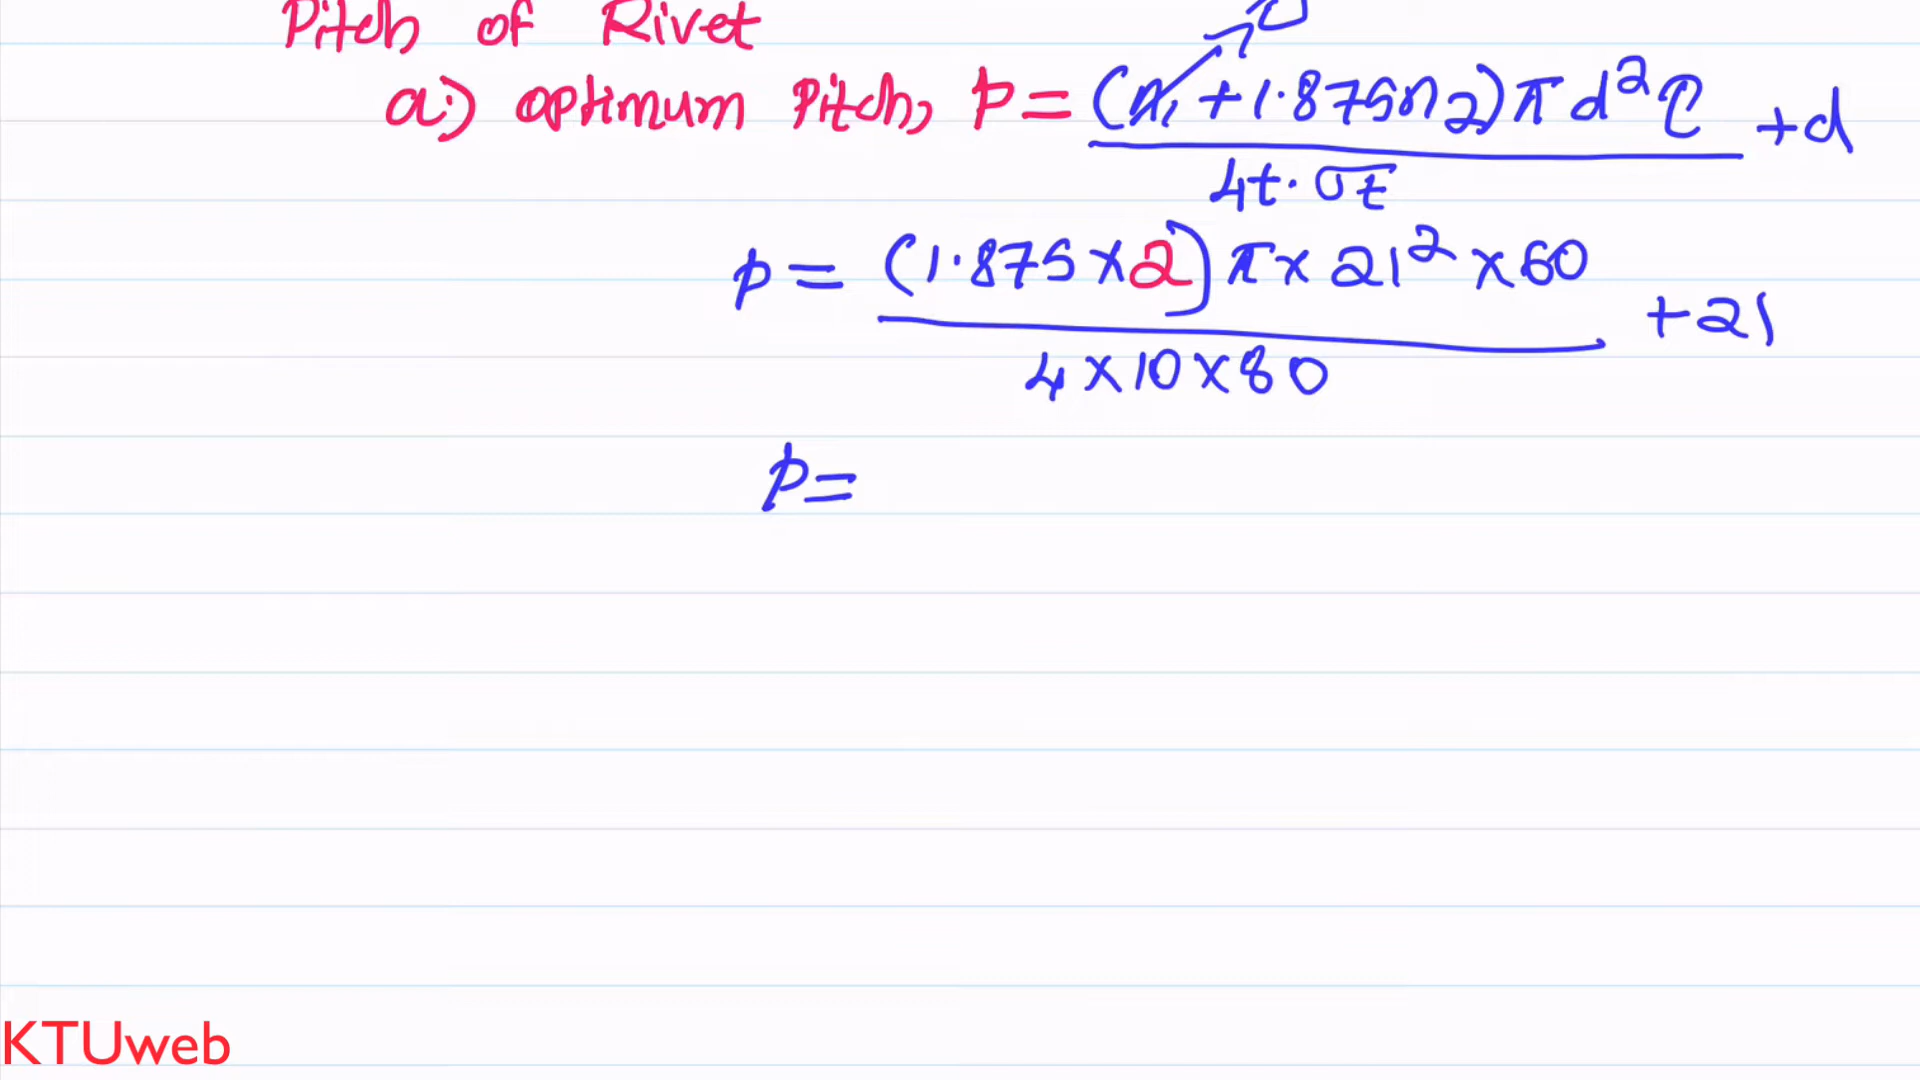 Pitch of Rivet
a.) optimum Pitch, p = (n₁ + 1.875n₂)πd²τ / 4t·σt + d
p = (1.875 × 2)π × 21² × 60 / 4 × 10 × 80 + 21
p =
KTUweb